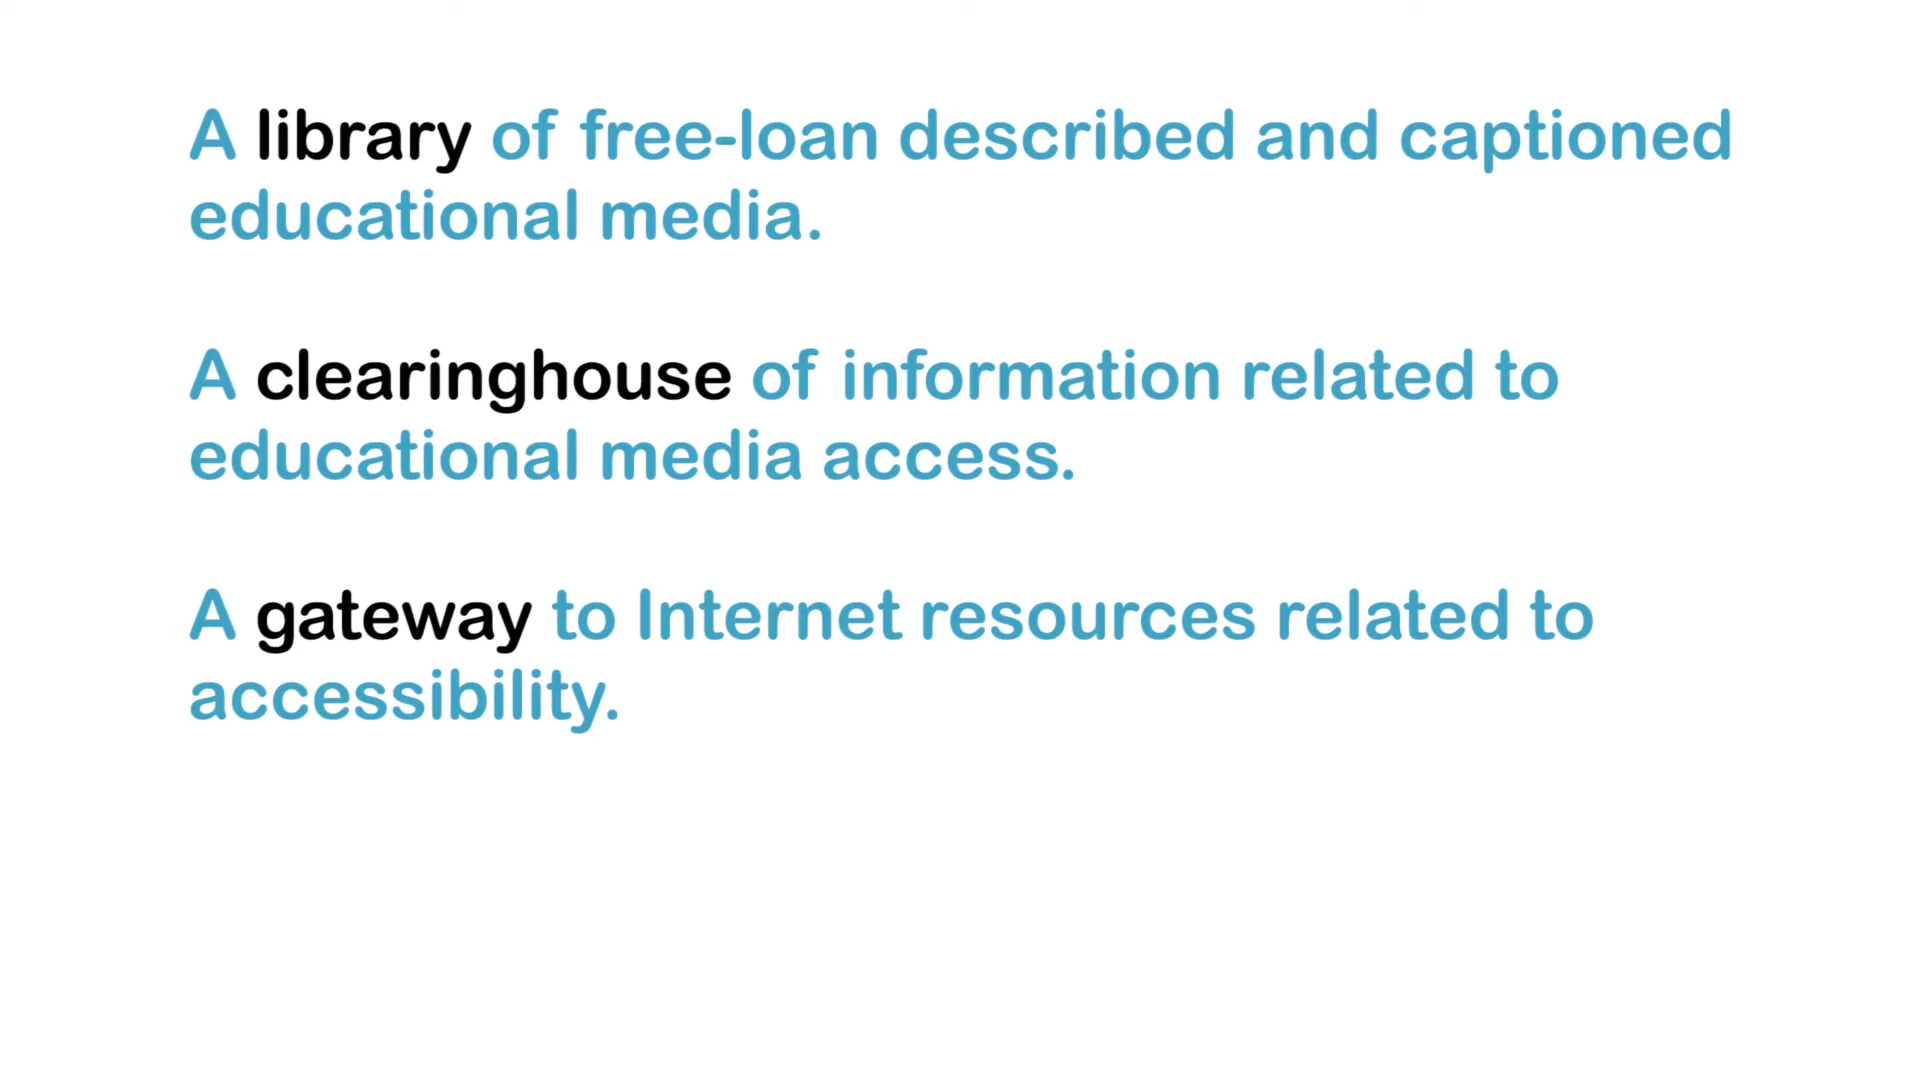 A library of free-loan described and captioned
educational media.
A clearinghouse of information related to
educational media access.
A gateway to Internet resources related to
accessibility.